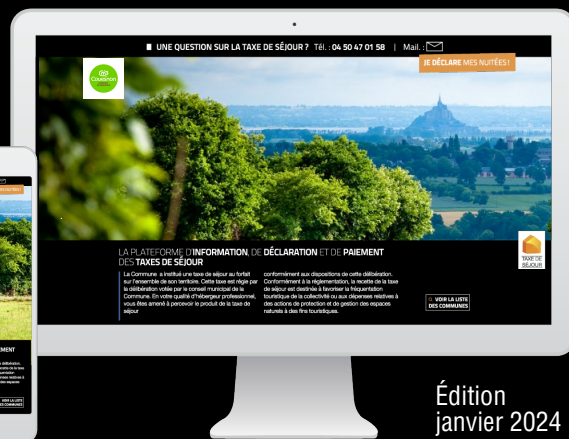 UNE QUESTION SUR LA TAXE DE SÉJOUR ? Tél. : 04 50 47 01 58 | Mail. :
JE DÉCLARE MES NUITÉES !
Couesnon
LA PLATEFORME D'INFORMATION, DE DÉCLARATION ET DE PAIEMENT
DES TAXES DE SÉJOUR
La Commune a institué une taxe de séjour au forfait
sur l'ensemble de son territoire. Cette taxe est régie par
la délibération votée par le conseil municipal de la
Commune. En votre qualité d'hébergeur professionnel,
vous êtes amené à percevoir le produit de la taxe de
séjour
conformément aux dispositions de cette délibération.
Conformément à la réglementation, la recette de la taxe
de séjour est destinée à favoriser la fréquentation
touristique de la collectivité ou aux dépenses relatives à
des actions de protection et de gestion des espaces
naturels à des fins touristiques.
TAXE DE
SÉJOUR
VOIR LA LISTE
DES COMMUNES
EMENT
VOIR LA LISTE
DES COMMUNES
Édition
janvier 2024